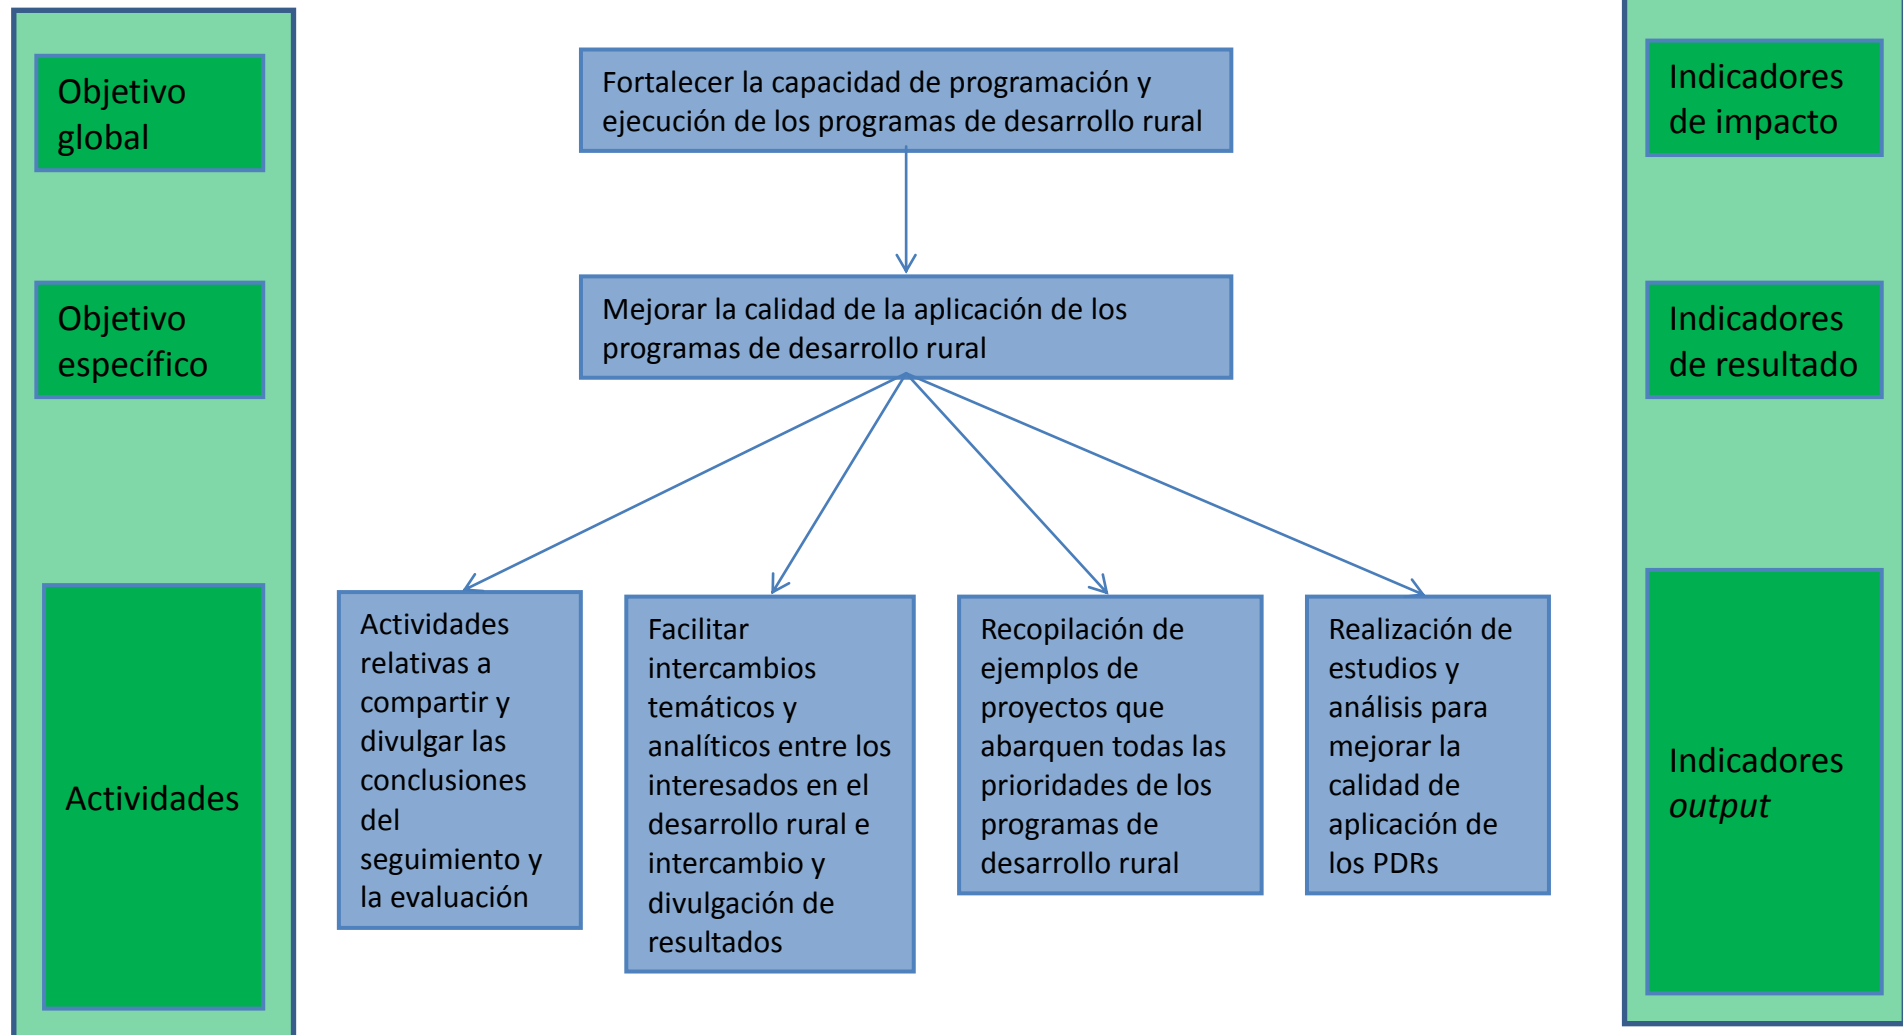 Objetivo
global
Fortalecer la capacidad de programación y
ejecución de los programas de desarrollo rural
Indicadores
de impacto
Objetivo
específico
Mejorar la calidad de la aplicación de los
programas de desarrollo rural
Indicadores
de resultado
Actividades
Actividades
relativas a
compartir y
divulgar las
conclusiones
del
seguimiento y
la evaluación
Facilitar
intercambios
temáticos y
analíticos entre los
interesados en el
desarrollo rural e
intercambio y
divulgación de
resultados
Recopilación de
ejemplos de
proyectos que
abarquen todas las
prioridades de los
programas de
desarrollo rural
Realización de
estudios y
análisis para
mejorar la
calidad de
aplicación de
los PDRs
Indicadores
output